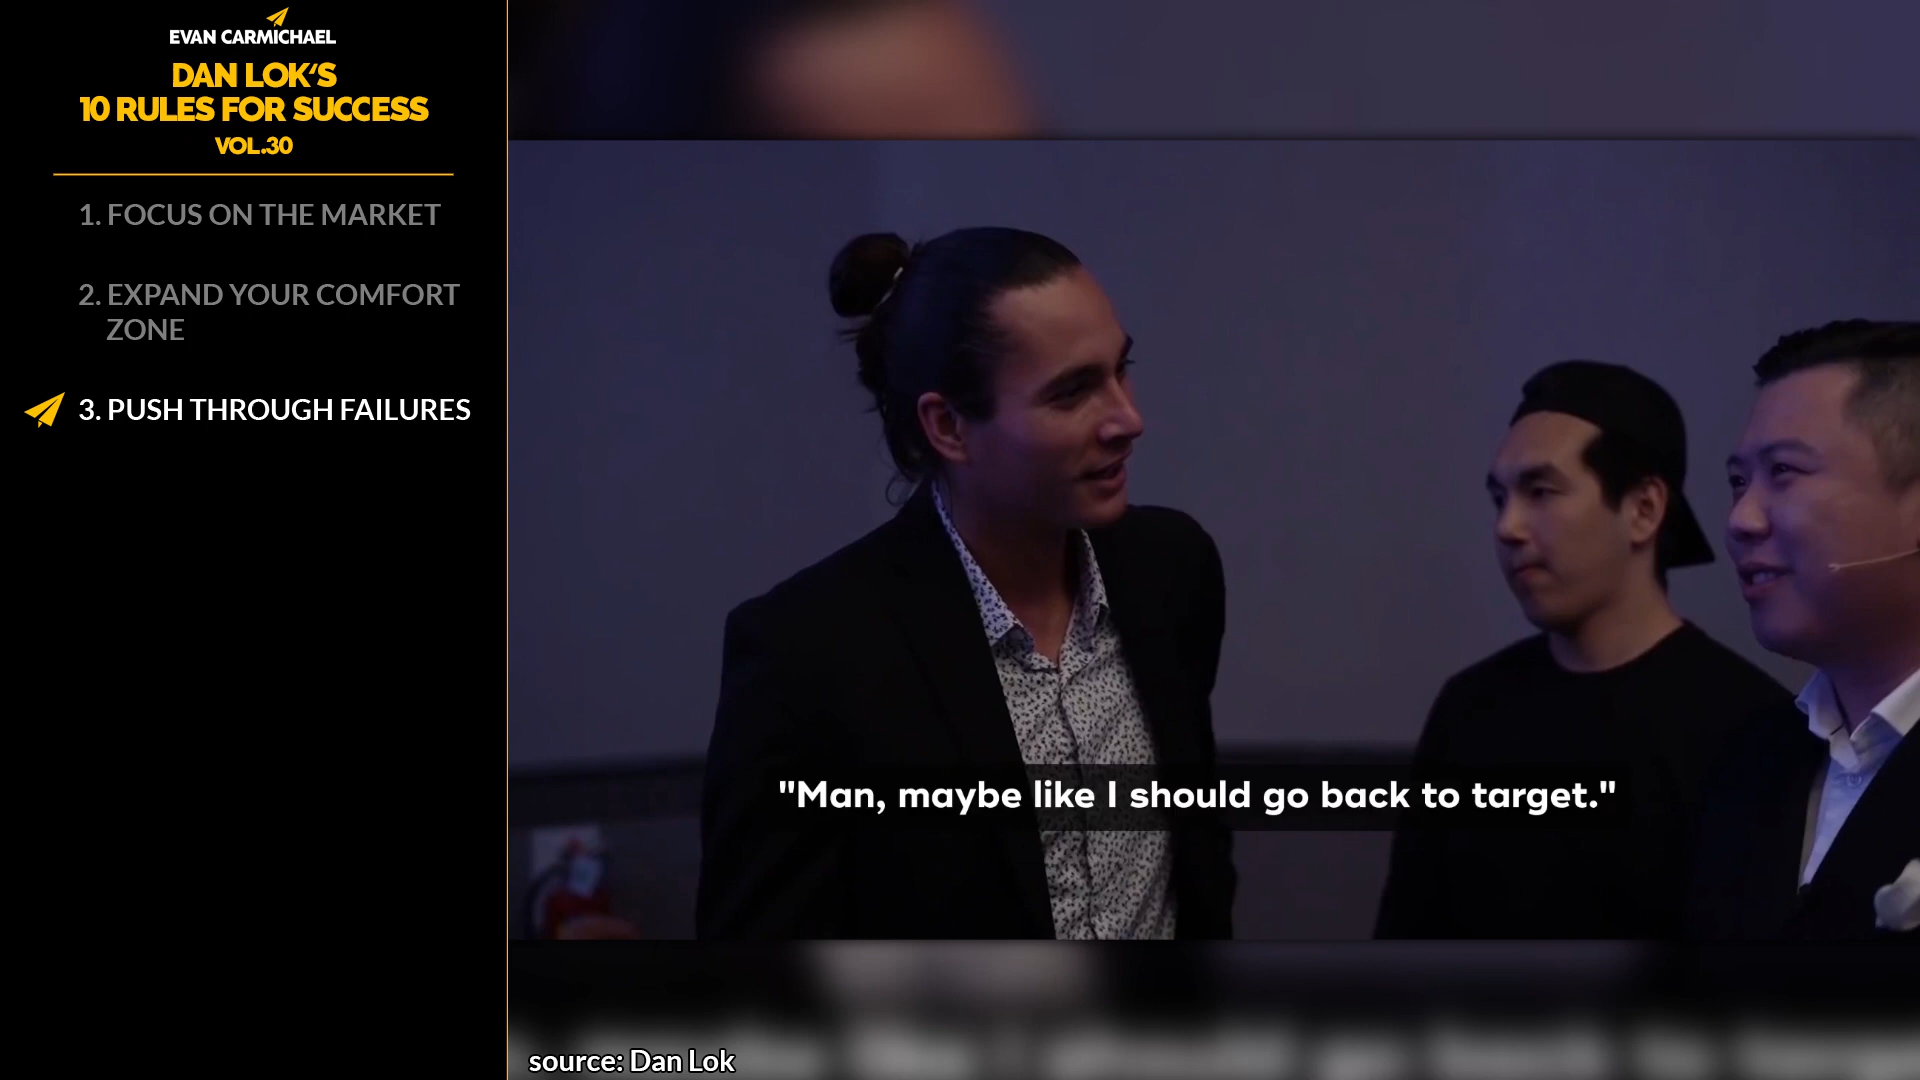 EVAN CARMICHAEL
DAN LOK'S
10 RULES FOR SUCCESS
VOL.30
1. FOCUS ON THE MARKET
2. EXPAND YOUR COMFORT
ZONE
3. PUSH THROUGH FAILURES
"Man, maybe like I should go back to target."
source: Dan Lok